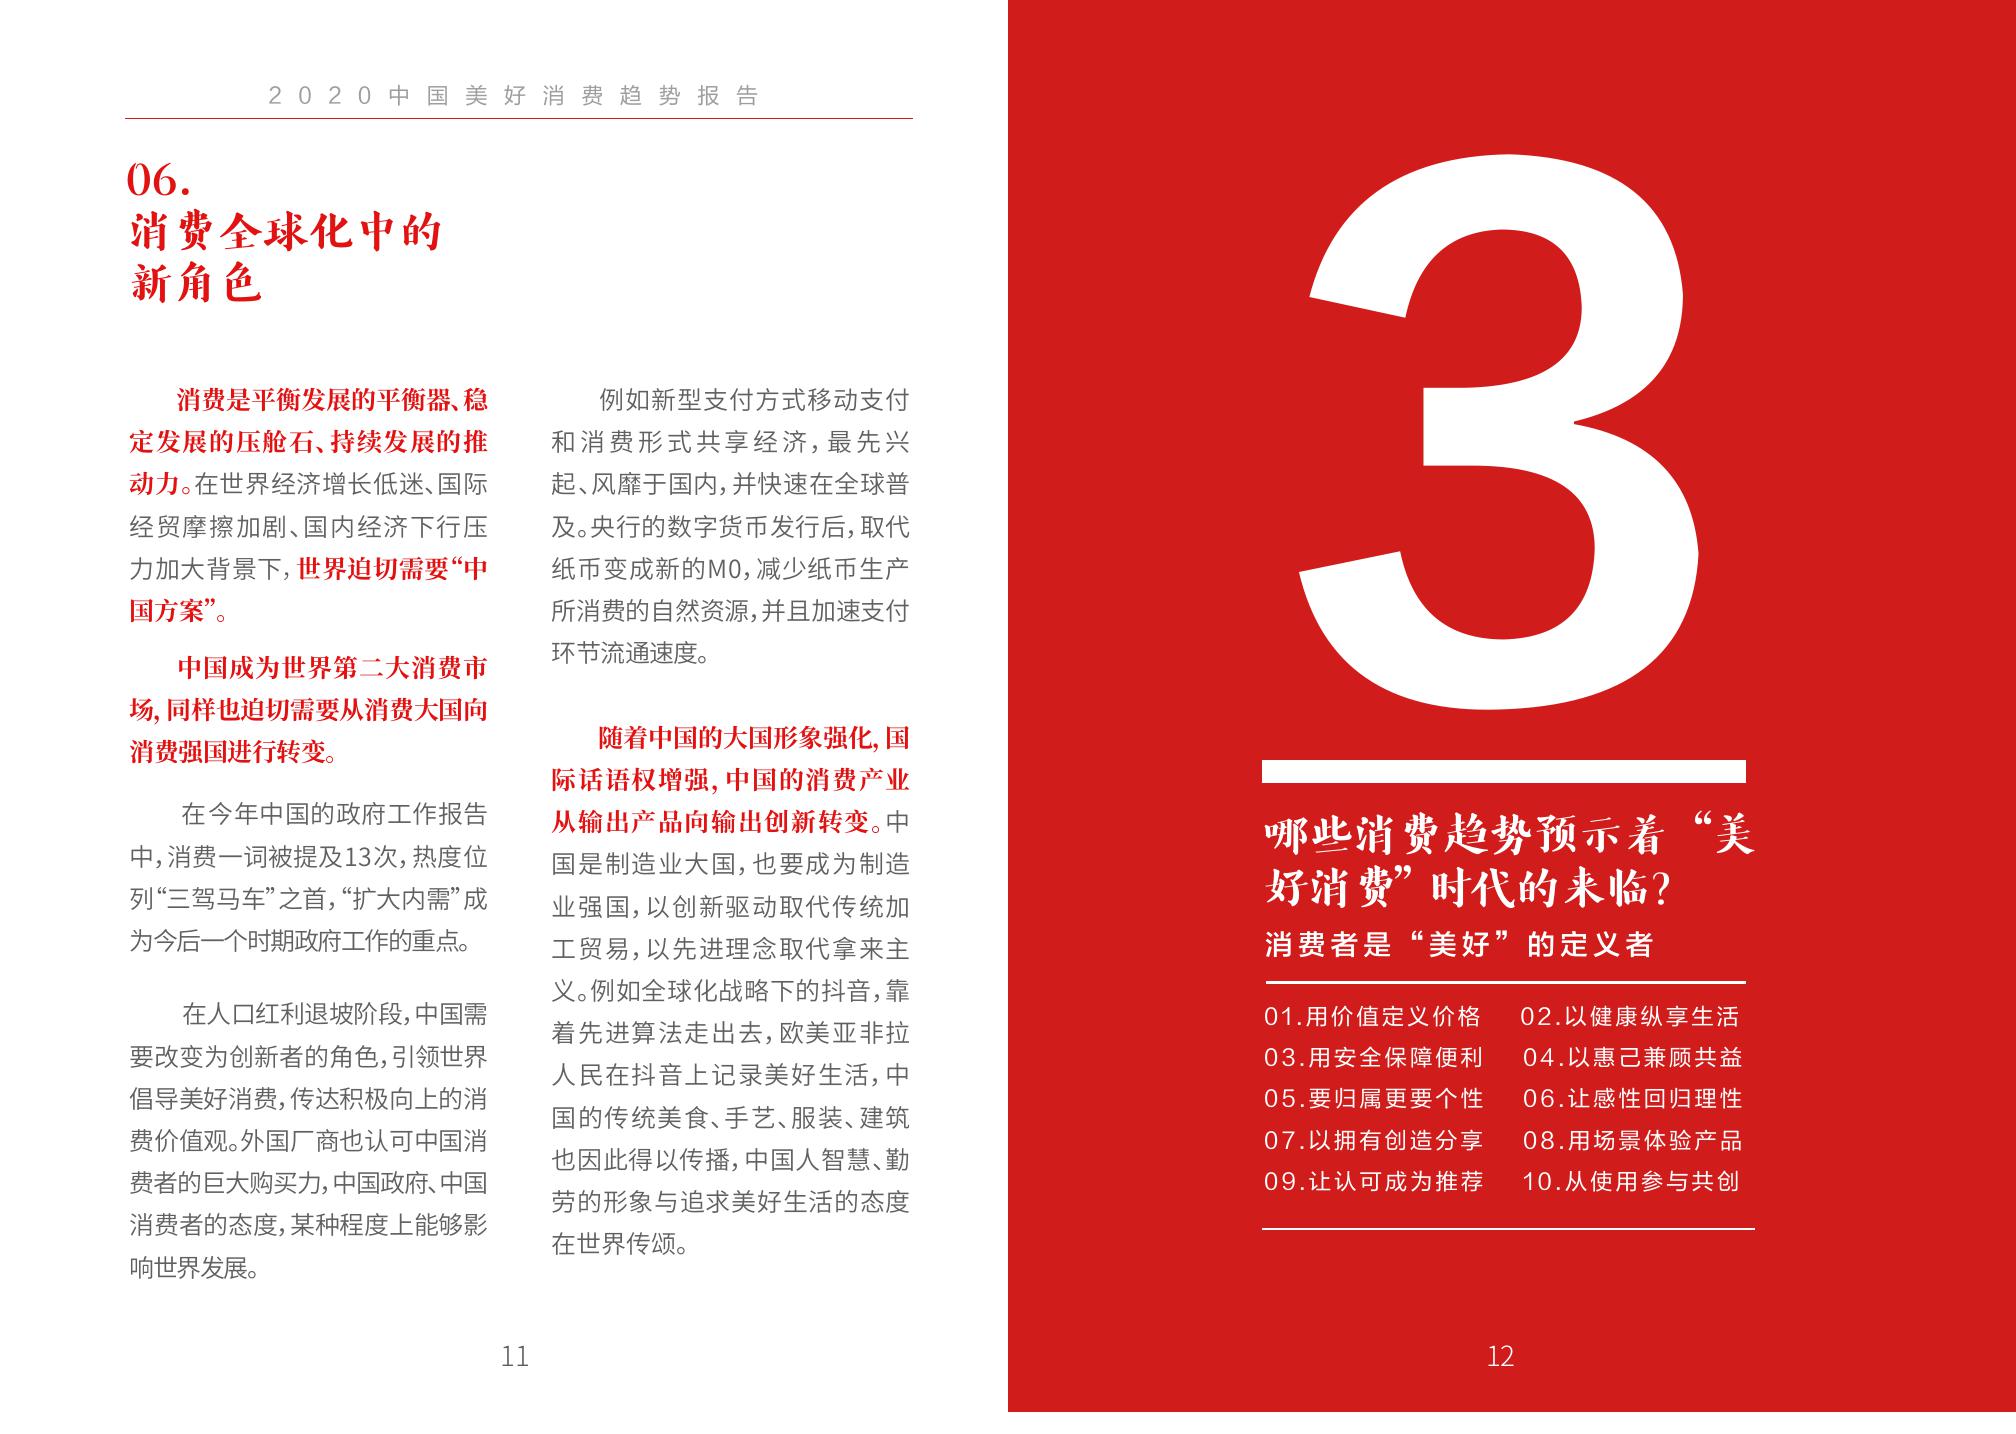 2020中国美好消费趋势报告
06.
消费全球化中的
新角色
消费是平衡发展的平衡器、稳
定发展的压舱石、持续发展的推
动力。在世界经济增长低迷、国际
经贸摩擦加剧、国内经济下行压
力加大背景下，世界迫切需要“中
国方案”。
中国成为世界第二大消费市
场，同样也迫切需要从消费大国向
消费强国进行转变。
在今年中国的政府工作报告
中，消费一词被提及13次，热度位
列“三驾马车”之首，“扩大内需”成
为今后一个时期政府工作的重点。
在人口红利退坡阶段，中国需
要改变为创新者的角色，引领世界
倡导美好消费，传达积极向上的消
费价值观。外国厂商也认可中国消
费者的巨大购买力，中国政府、中国
消费者的态度，某种程度上能够影
响世界发展。
例如新型支付方式移动支付
和消费形式共享经济，最先兴
起、风靡于国内，并快速在全球普
及。央行的数字货币发行后，取代
纸币变成新的M0，减少纸币生产
所消费的自然资源，并且加速支付
环节流通速度。
随着中国的大国形象强化，国
际话语权增强，中国的消费产业
从输出产品向输出创新转变。中
国是制造业大国，也要成为制造
业强国，以创新驱动取代传统加
工贸易，以先进理念取代拿来主
义。例如全球化战略下的抖音，靠
着先进算法走出去，欧美亚非拉
人民在抖音上记录美好生活，中
国的传统美食、手艺、服装、建筑
也因此得以传播，中国人智慧、勤
劳的形象与追求美好生活的态度
在世界传颂。
11
3
哪些消费趋势预示着“美
好消费”时代的来临？
消费者是“美好”的定义者
01.用价值定义价格 02.以健康纵享生活
03.用安全保障便利 04.以惠己兼顾共益
05.要归属更要个性 06.让感性回归理性
07.以拥有创造分享 08.用场景体验产品
09.让认可成为推荐 10.从使用参与共创
12